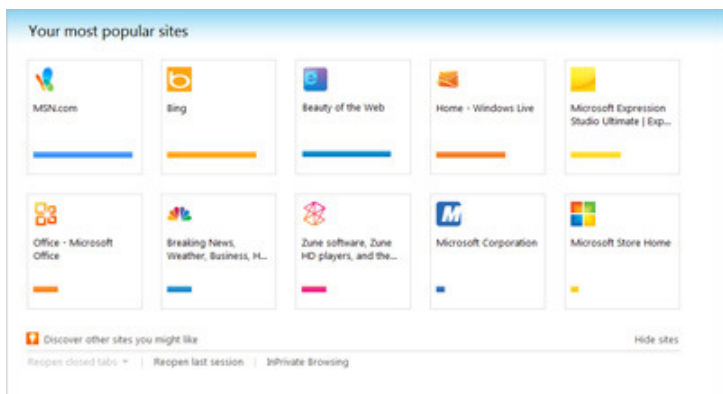 Your most popular sites
MSN.com
Bing
Beauty of the Web
Home - Windows Live
Microsoft Expression
Studio Ultimate | Exp...
Office - Microsoft
Office
Breaking News,
Weather, Business, H...
Zune software, Zune
HD players, and the...
Microsoft Corporation
Microsoft Store Home
Discover other sites you might like
Hide sites
Reopen closed tabs
Reopen last session
InPrivate Browsing